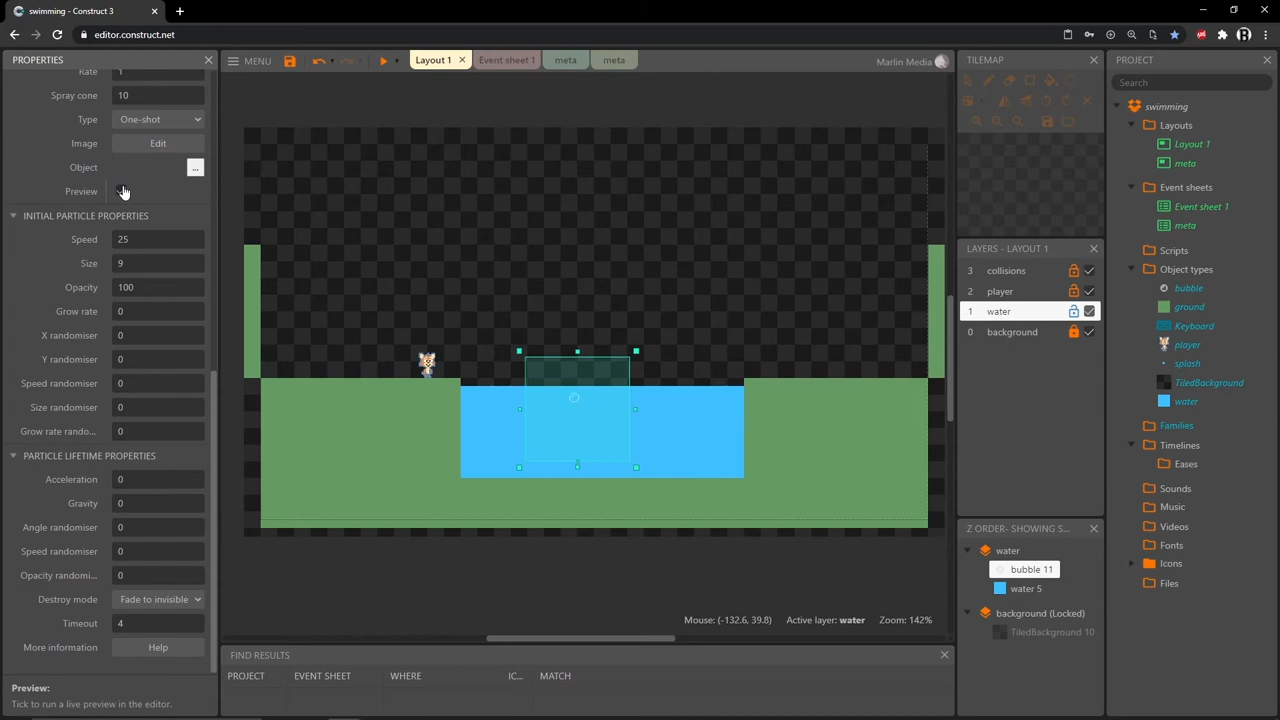 swimming - Construct 3
editor.construct.net
PROPERTIES
MENU
Layout 1
Event sheet 1
meta
meta
Marlin Media
TILEMAP
PROJECT
Rate 1
Spray cone 10
Type One-shot
Image Edit
Object ...
Preview
INITIAL PARTICLE PROPERTIES
Speed 25
Size 9
Opacity 100
Grow rate 0
X randomiser 0
Y randomiser 0
Speed randomiser 0
Size randomiser 0
Grow rate rando... 0
PARTICLE LIFETIME PROPERTIES
Acceleration 0
Gravity 0
Angle randomiser 0
Speed randomiser 0
Opacity randomi... 0
Destroy mode Fade to invisible
Timeout 4
More information Help
Preview:
Tick to run a live preview in the editor.
Mouse: (-132.6, 39.8) Active layer: water Zoom: 142%
FIND RESULTS
PROJECT EVENT SHEET WHERE IC... MATCH
LAYERS - LAYOUT 1
3 collisions
2 player
1 water
0 background
Z ORDER- SHOWING S...
water
bubble 11
water 5
background (Locked)
TiledBackground 10
Search
swimming
Layouts
Layout 1
meta
Event sheets
Event sheet 1
meta
Scripts
Object types
bubble
ground
Keyboard
player
splash
TiledBackground
water
Families
Timelines
Eases
Sounds
Music
Videos
Fonts
Icons
Files